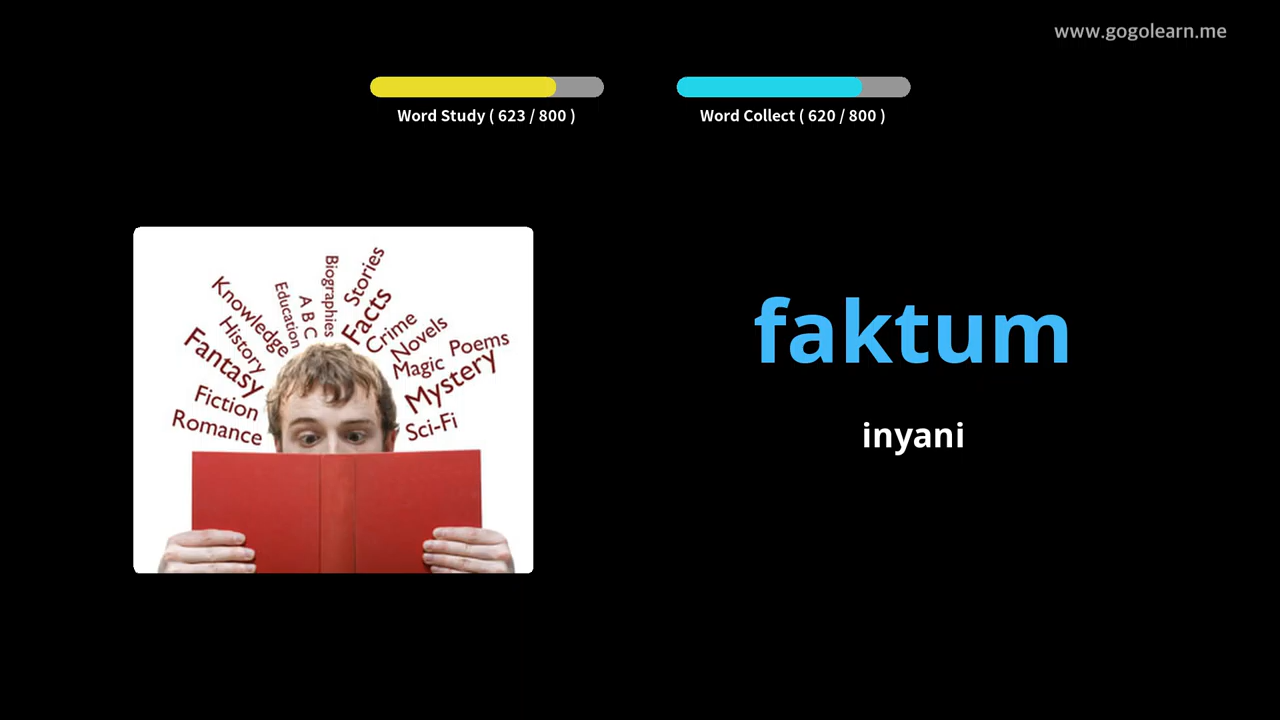 www.gogolearn.me
Word Study ( 623 / 800 )
Word Collect ( 620 / 800 )
Romance
Fiction
Fantasy
History
Knowledge
Education
A B C
Biographies
Stories
Facts
Crime
Novels
Magic
Poems
Mystery
Sci-Fi
faktum
inyani